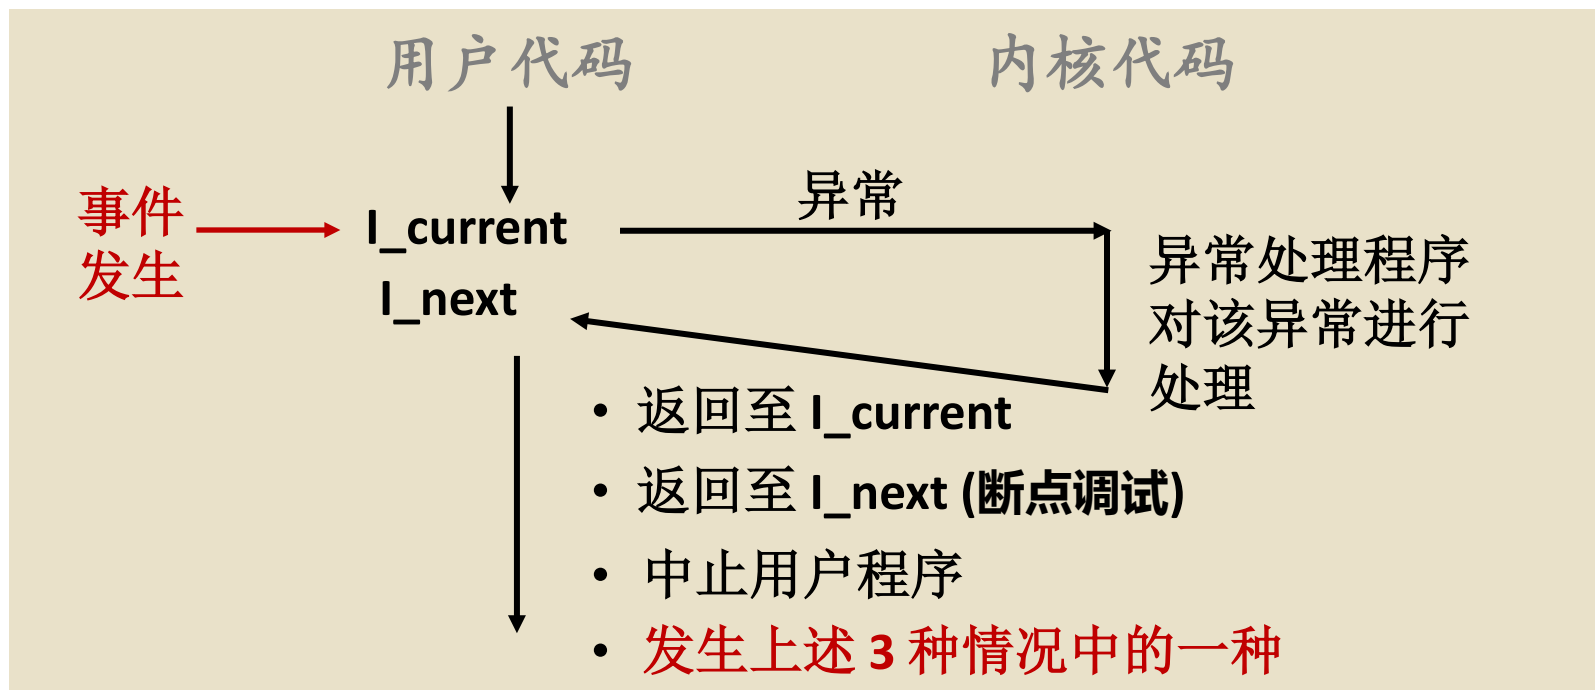 用户代码 内核代码
事件
发生
I_current
I_next
异常
异常处理程序
对该异常进行
处理
• 返回至 I_current
• 返回至 I_next (断点调试)
• 中止用户程序
• 发生上述 3 种情况中的一种